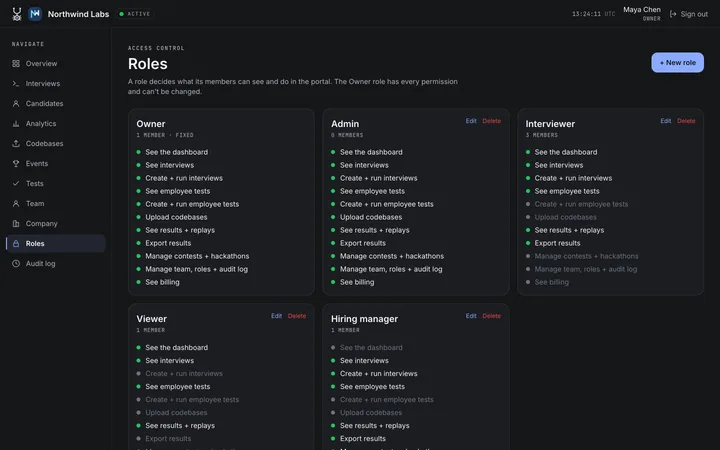 Northwind Labs
ACTIVE
13:24:11 UTC
Maya Chen
OWNER
Sign out
NAVIGATE
Overview
Interviews
Candidates
Analytics
Codebases
Events
Tests
Team
Company
Roles
Audit log
ACCESS CONTROL
Roles
A role decides what its members can see and do in the portal. The Owner role has every permission
and can't be changed.
+ New role
Owner
1 MEMBER · FIXED
See the dashboard
See interviews
Create + run interviews
See employee tests
Create + run employee tests
Upload codebases
See results + replays
Export results
Manage contests + hackathons
Manage team, roles + audit log
See billing
Admin
Edit Delete
MEMBERS
See the dashboard
See interviews
Create + run interviews
See employee tests
Create + run employee tests
Upload codebases
See results + replays
Export results
Manage contests + hackathons
Manage team, roles + audit log
See billing
Interviewer
Edit Delete
3 MEMBERS
See the dashboard
See interviews
Create + run interviews
See employee tests
Create + run employee tests
Upload codebases
See results + replays
Export results
Manage contests + hackathons
Manage team, roles + audit log
See billing
Viewer
Edit Delete
1 MEMBER
See the dashboard
See interviews
Create + run interviews
See employee tests
Create + run employee tests
Upload codebases
See results + replays
Export results
Hiring manager
Edit Delete
1 MEMBER
See the dashboard
See interviews
Create + run interviews
See employee tests
Create + run employee tests
Upload codebases
See results + replays
Export results